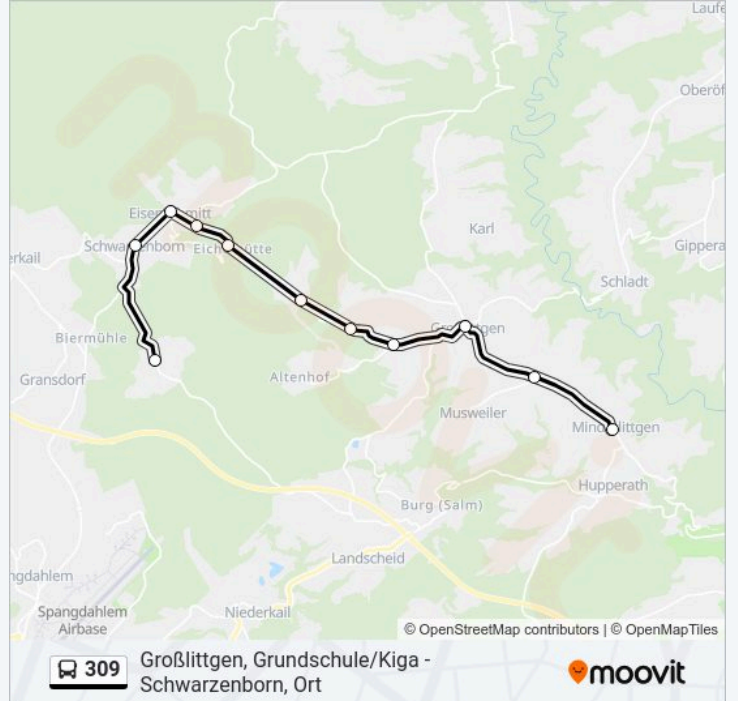 Laufe
Oberöf
Karl
Gippera
Schladt
Eisenschmitt
Schwarzenborn
Eichelhütte
erkail
Biermühle
Gransdorf
Altenhof
Großlittgen
Musweiler
Minderlittgen
Hupperath
Burg (Salm)
Landscheid
ngdahlem
Spangdahlem
Airbase
Niederkail
© OpenStreetMap contributors | © OpenMapTiles
309
Großlittgen, Grundschule/Kiga -
Schwarzenborn, Ort
moovit